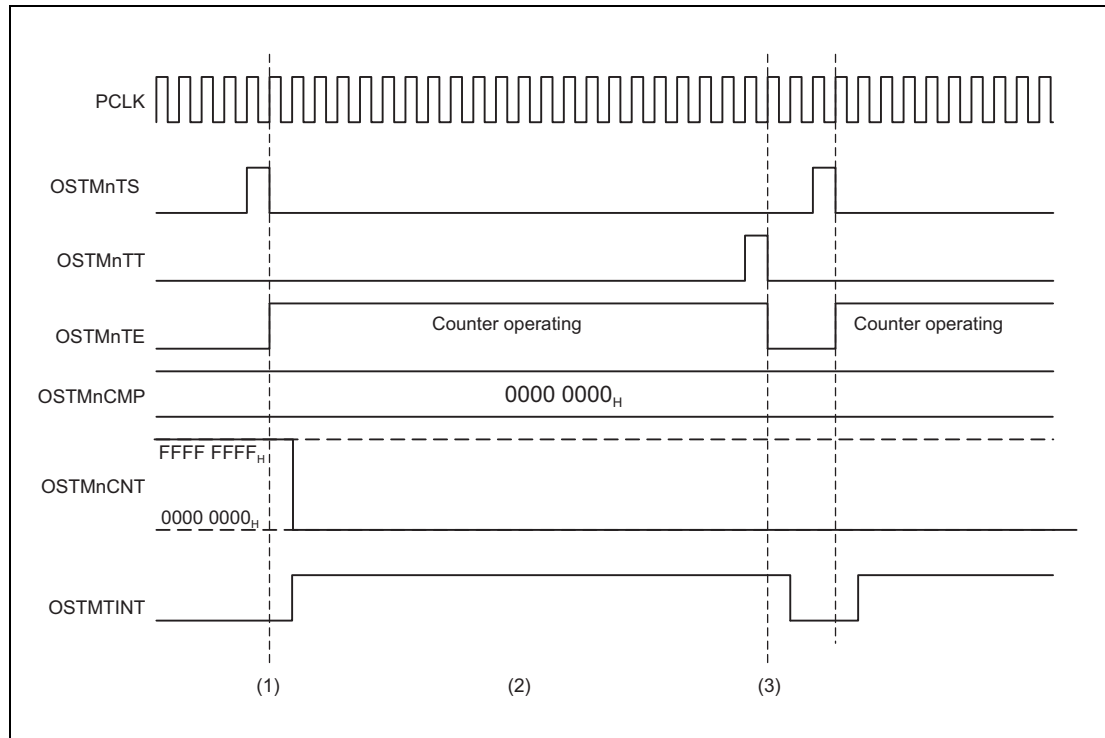 PCLK
OSTMnTS
OSTMnTT
OSTMnTE
Counter operating
Counter operating
OSTMnCMP
0000 0000H
FFFF FFFFH
OSTMnCNT
0000 0000H
OSTMTINT
(1)
(2)
(3)